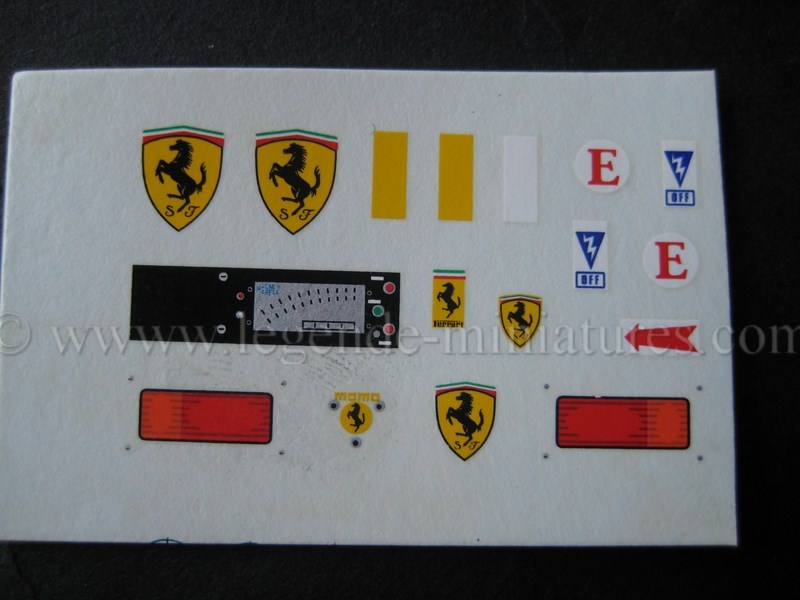 S F
S F
E
OFF
OFF
E
Ferrari
S F
© www.legende-miniatures.com
momo
S F